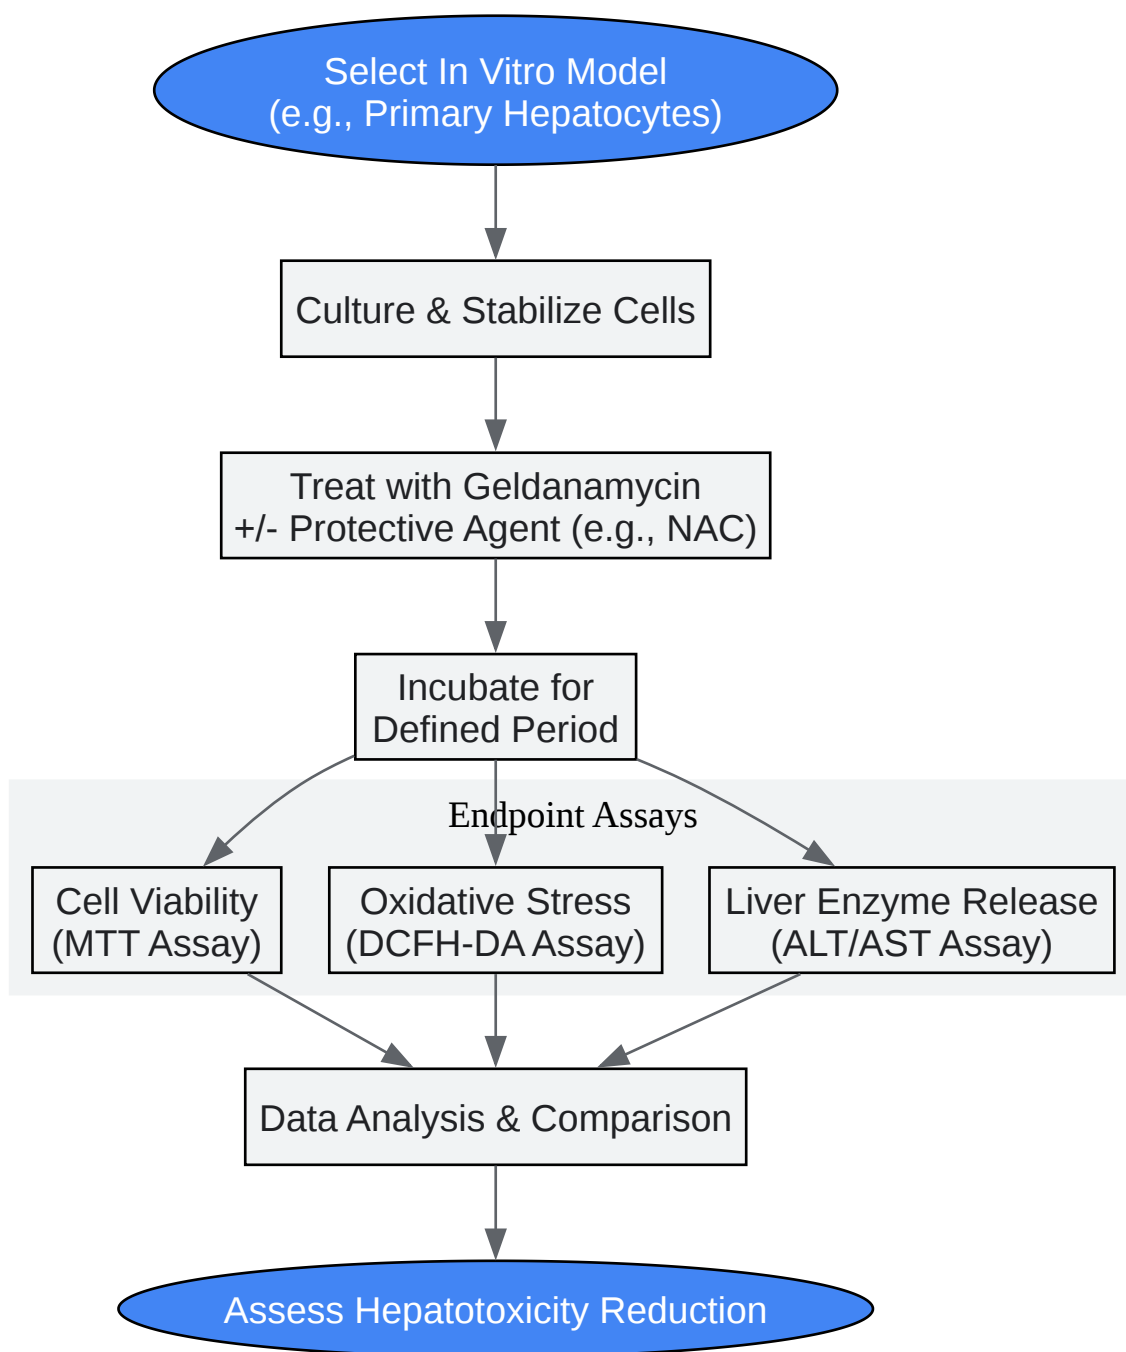 Select In Vitro Model
(e.g., Primary Hepatocytes)
Culture & Stabilize Cells
Treat with Geldanamycin
+/- Protective Agent (e.g., NAC)
Incubate for
Defined Period
Endpoint Assays
Cell Viability
(MTT Assay)
Oxidative Stress
(DCFH-DA Assay)
Liver Enzyme Release
(ALT/AST Assay)
Data Analysis & Comparison
Assess Hepatotoxicity Reduction